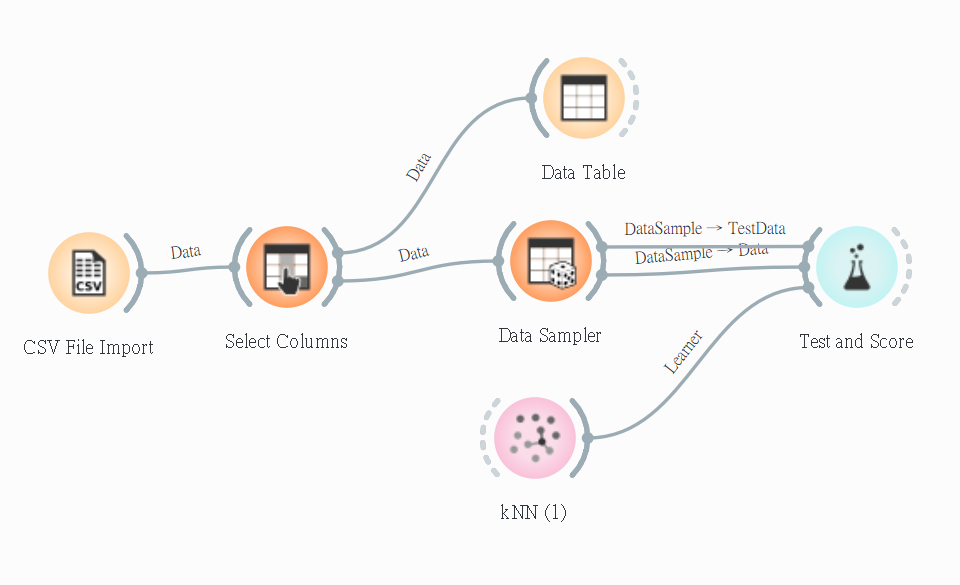 Data Table
Data
DataSample → TestData
DataSample → Data
Data
Data
CSV
CSV File Import
Select Columns
Data Sampler
Test and Score
Learner
kNN (1)